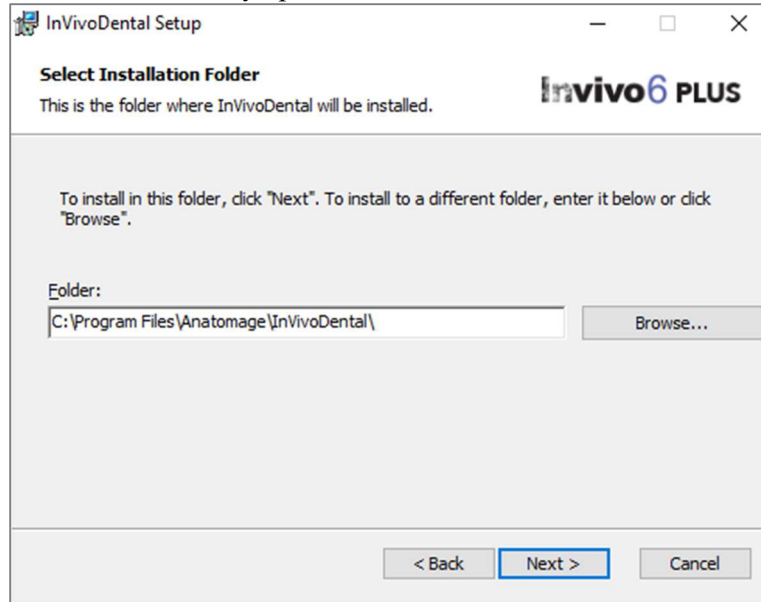 InVivoDental Setup
Select Installation Folder
This is the folder where InVivoDental will be installed.
Invivo6 PLUS
To install in this folder, click "Next". To install to a different folder, enter it below or click
"Browse".
Folder:
C:\Program Files\Anatomage\InVivoDental\
Browse...
< Back
Next >
Cancel